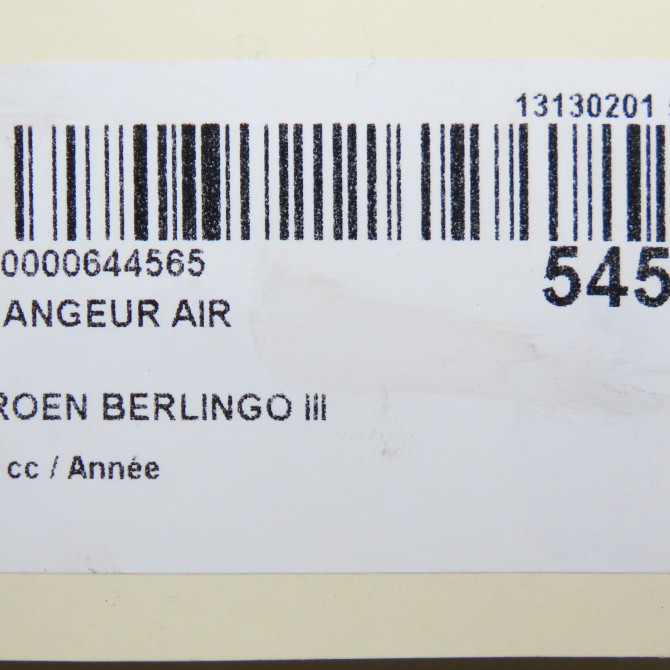 13130201
0000644565
545
ANGEUR AIR
ROEN BERLINGO III
cc / Année